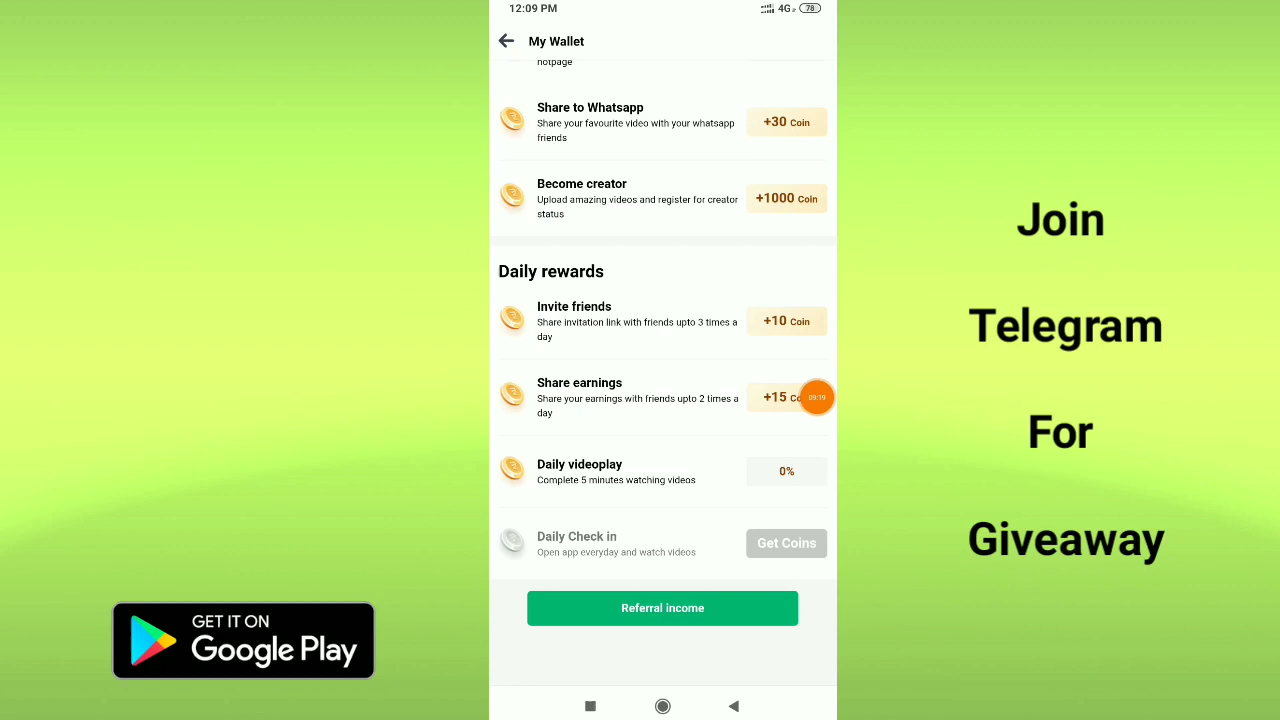 12:09 PM
4G
78
My Wallet
hotpage
Share to Whatsapp
Share your favourite video with your whatsapp
friends
+30 Coin
Become creator
Upload amazing videos and register for creator
status
+1000 Coin
Daily rewards
Invite friends
Share invitation link with friends upto 3 times a
day
+10 Coin
Share earnings
Share your earnings with friends upto 2 times a
day
+15
09:19
Daily videoplay
Complete 5 minutes watching videos
0%
Daily Check in
Open app everyday and watch videos
Get Coins
Referral income
GET IT ON
Google Play
Join
Telegram
For
Giveaway